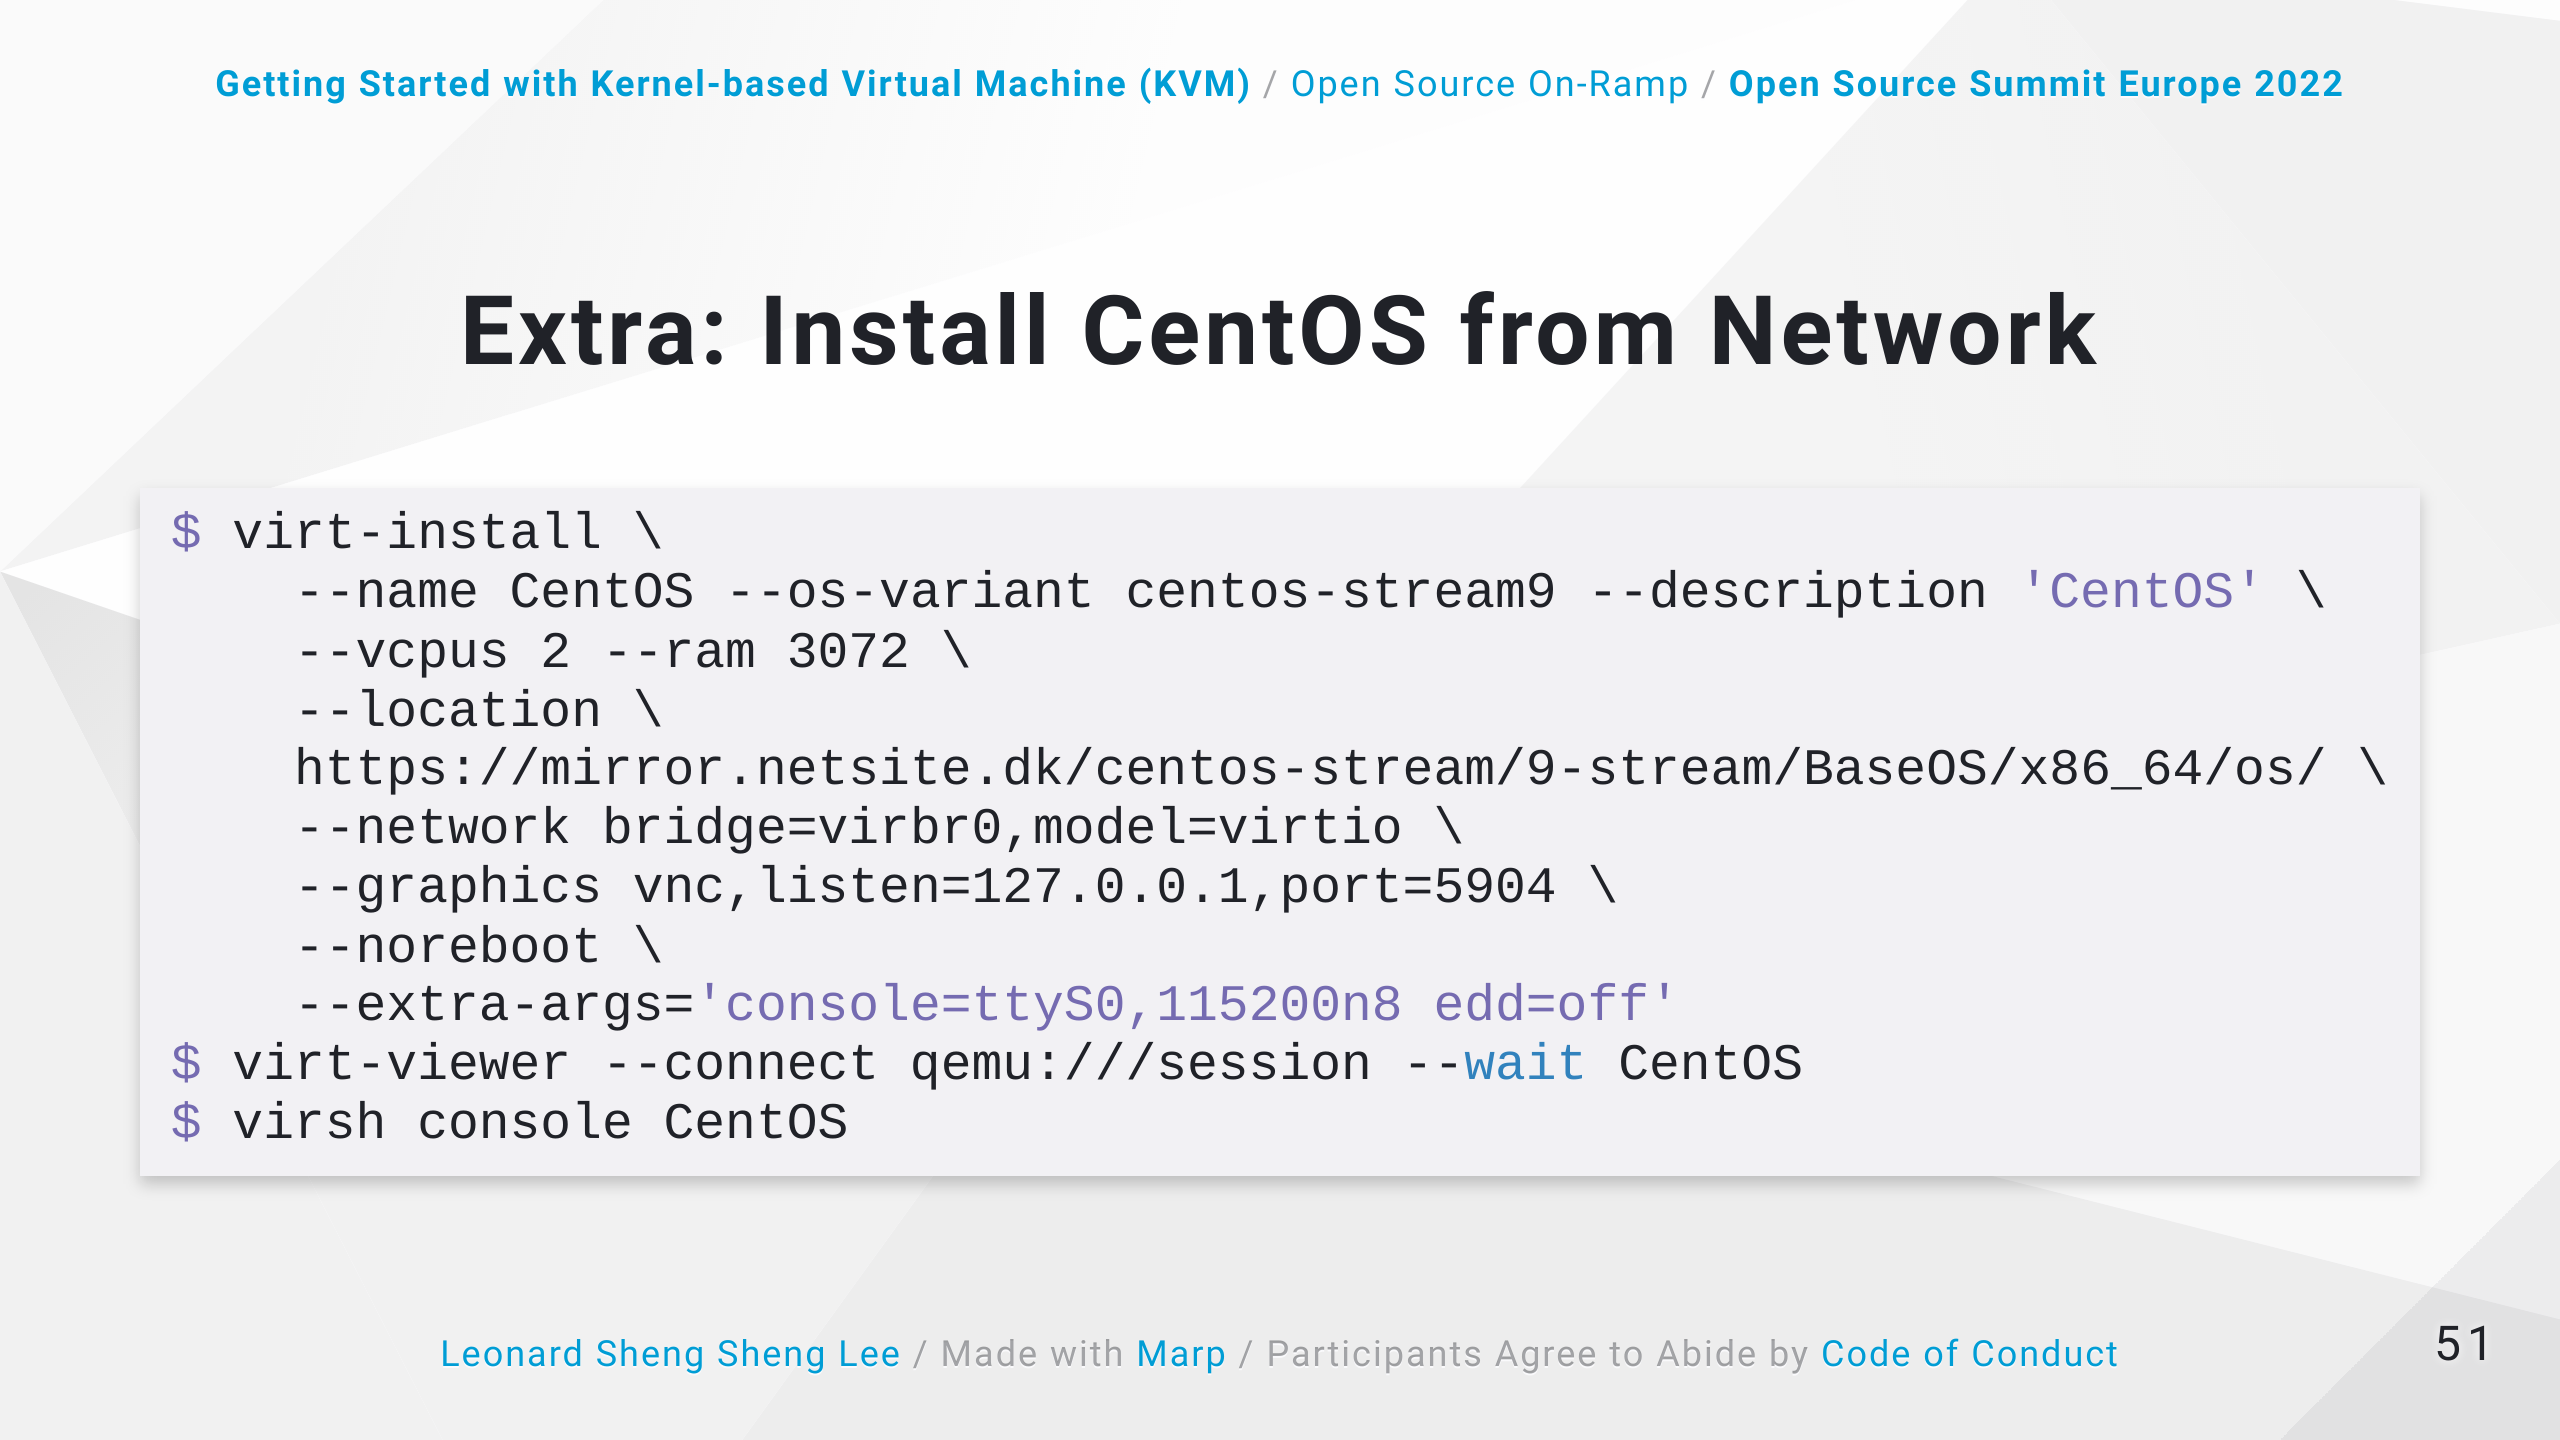 Getting Started with Kernel-based Virtual Machine (KVM) / Open Source On-Ramp / Open Source Summit Europe 2022
Extra: Install CentOS from Network
$ virt-install \
    --name CentOS --os-variant centos-stream9 --description 'CentOS' \
    --vcpus 2 --ram 3072 \
    --location \
    https://mirror.netsite.dk/centos-stream/9-stream/BaseOS/x86_64/os/ \
    --network bridge=virbr0,model=virtio \
    --graphics vnc,listen=127.0.0.1,port=5904 \
    --noreboot \
    --extra-args='console=ttyS0,115200n8 edd=off'
$ virt-viewer --connect qemu:///session --wait CentOS
$ virsh console CentOS
Leonard Sheng Sheng Lee / Made with Marp / Participants Agree to Abide by Code of Conduct
51